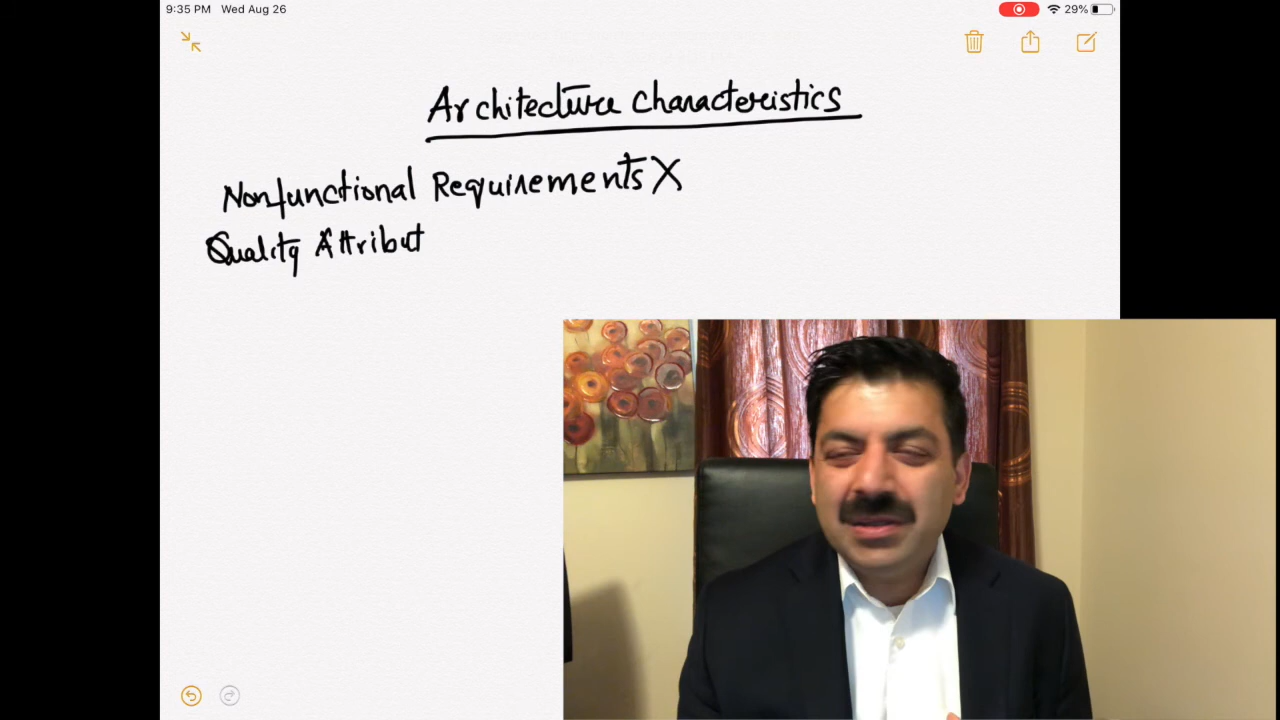 9:35 PM Wed Aug 26 29%
Architecture Characteristics
Nonfunctional Requirements X
Quality Attribut